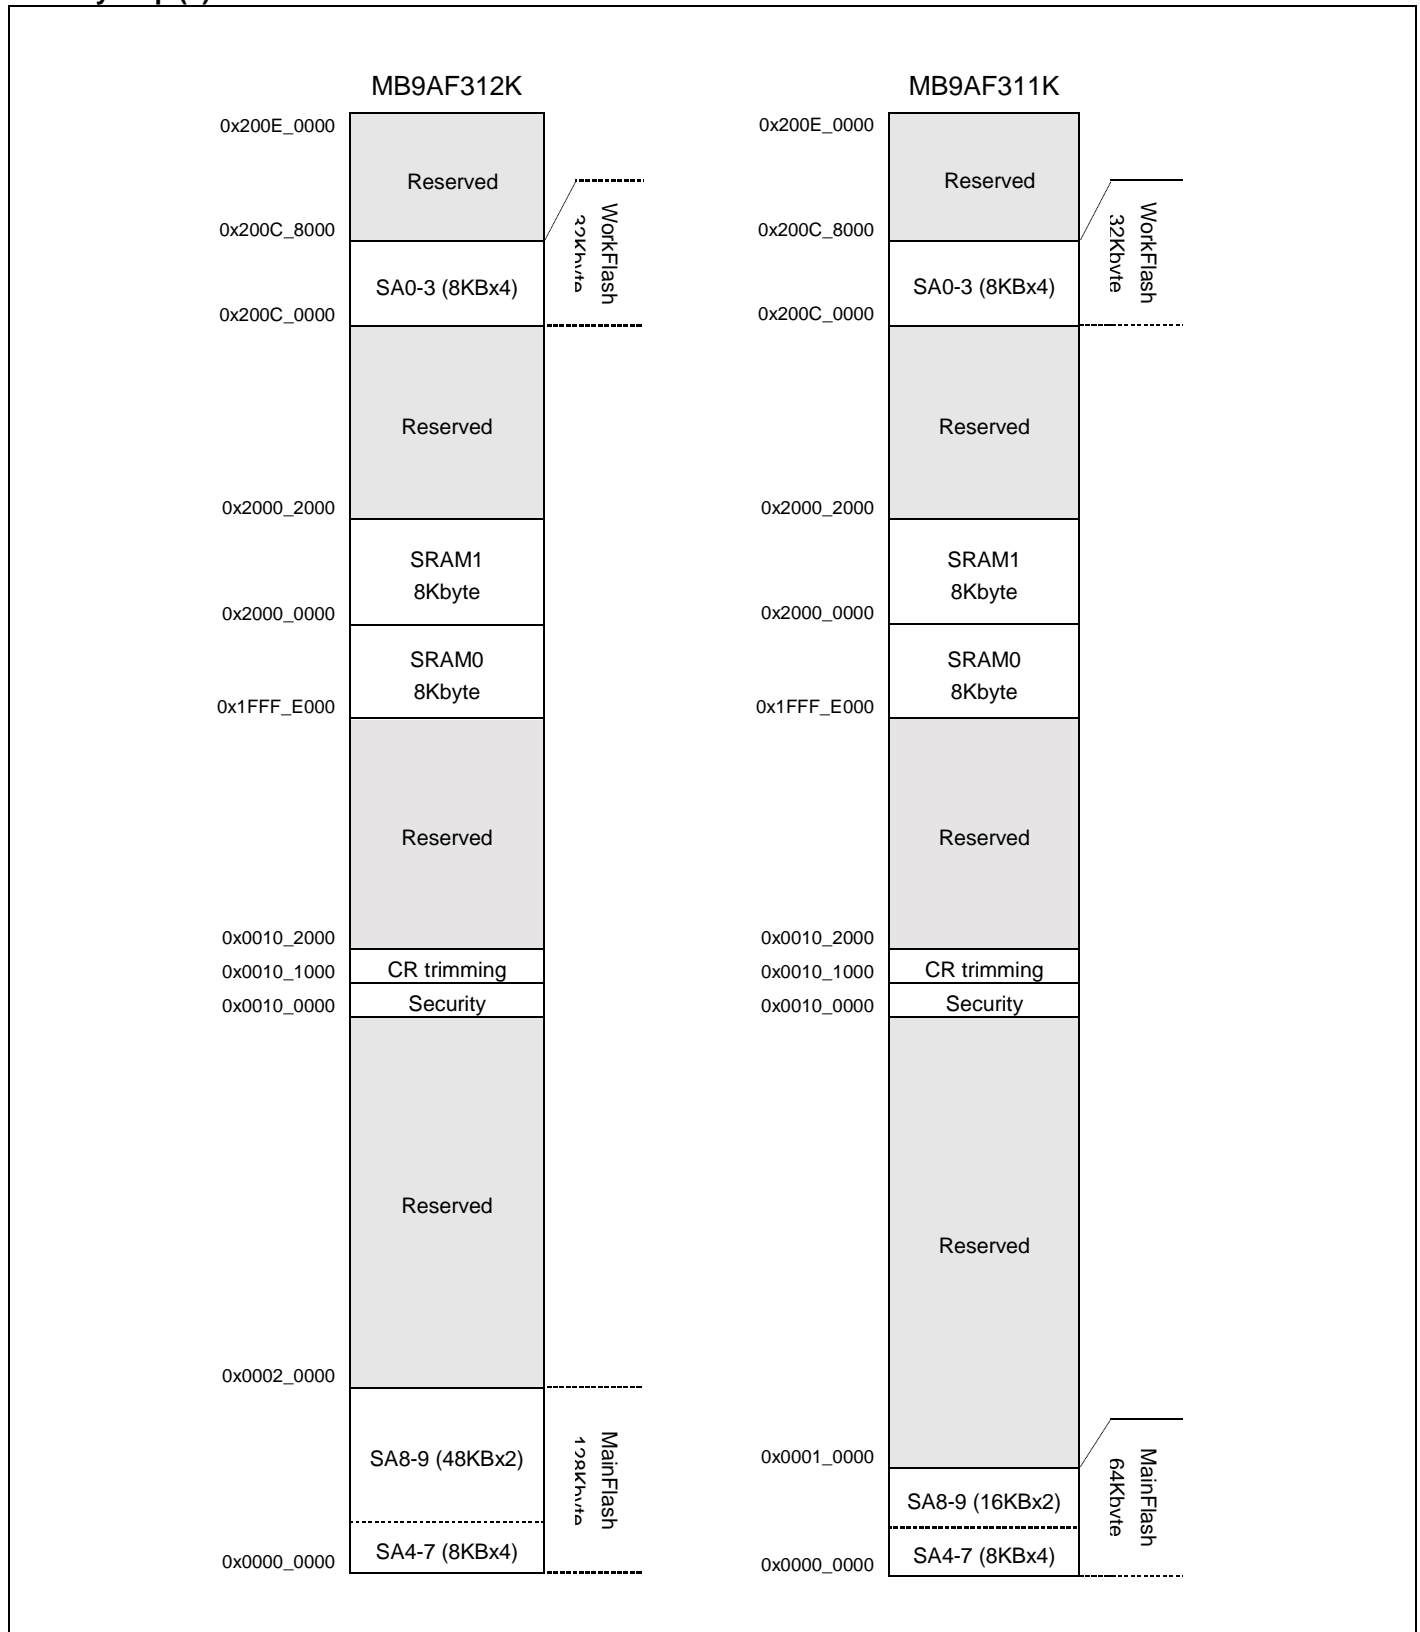 MB9AF312K
0x200E_0000
Reserved
0x200C_8000
SA0-3 (8KBx4)
0x200C_0000
WorkFlash
32Kbyte
Reserved
0x2000_2000
SRAM1
8Kbyte
0x2000_0000
SRAM0
8Kbyte
0x1FFF_E000
Reserved
0x0010_2000
CR trimming
0x0010_1000
Security
0x0010_0000
Reserved
0x0002_0000
SA8-9 (48KBx2)
MainFlash
128Kbyte
SA4-7 (8KBx4)
0x0000_0000
MB9AF311K
0x200E_0000
Reserved
0x200C_8000
SA0-3 (8KBx4)
0x200C_0000
WorkFlash
32Kbyte
Reserved
0x2000_2000
SRAM1
8Kbyte
0x2000_0000
SRAM0
8Kbyte
0x1FFF_E000
Reserved
0x0010_2000
CR trimming
0x0010_1000
Security
0x0010_0000
Reserved
0x0001_0000
SA8-9 (16KBx2)
MainFlash
64Kbyte
SA4-7 (8KBx4)
0x0000_0000